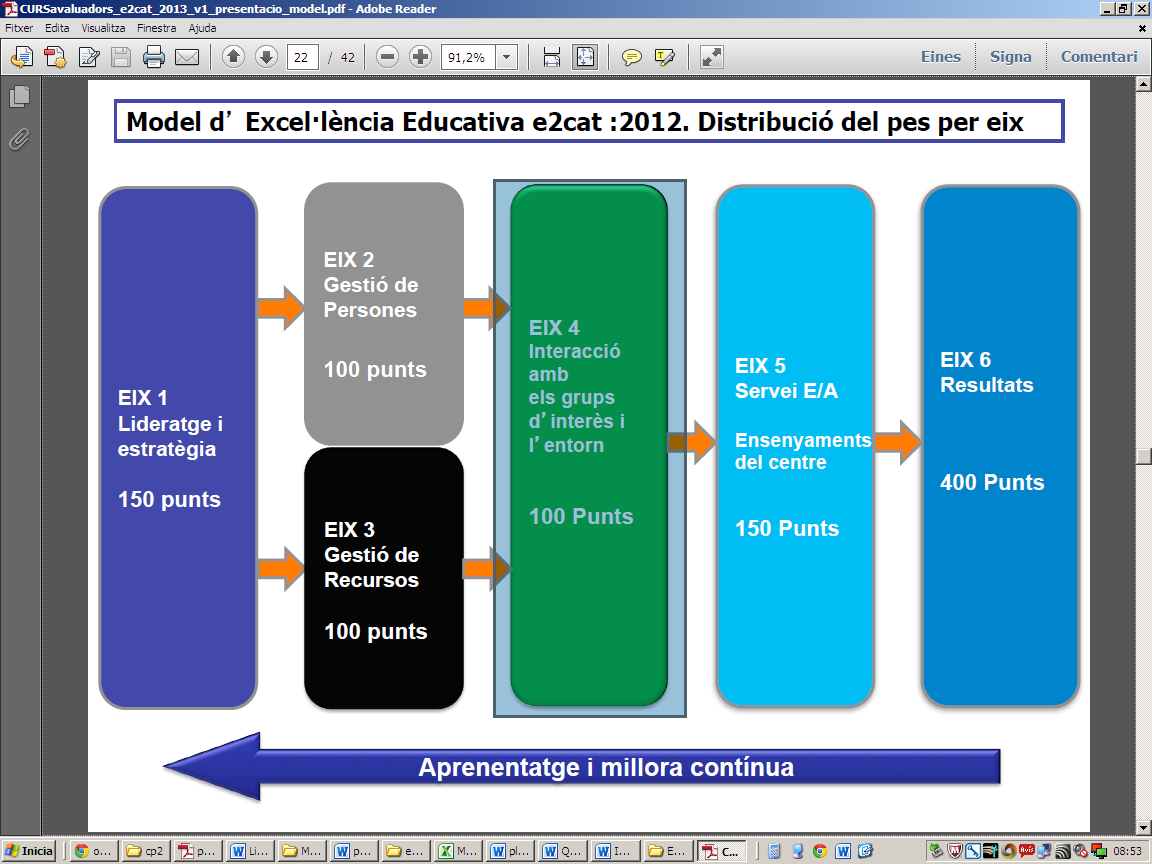 CURSavaluadors_e2cat_2013_v1_presentacio_model.pdf - Adobe Reader
Fitxer Edita Visualitza Finestra Ajuda
22 / 42 91,2% Eines Signa Comentari
Model d’ Excel·lència Educativa e2cat :2012. Distribució del pes per eix
EIX 1
Lideratge i
estratègia
150 punts
EIX 2
Gestió de
Persones
100 punts
EIX 3
Gestió de
Recursos
100 punts
EIX 4
Interacció
amb
els grups
d’ interès i
l’ entorn
100 Punts
EIX 5
Servei E/A
Ensenyaments
del centre
150 Punts
EIX 6
Resultats
400 Punts
Aprenentatge i millora contínua
Inicia o... cp2 p... Li... M... p... e... M... pl... Q... I... E... C... 08:53